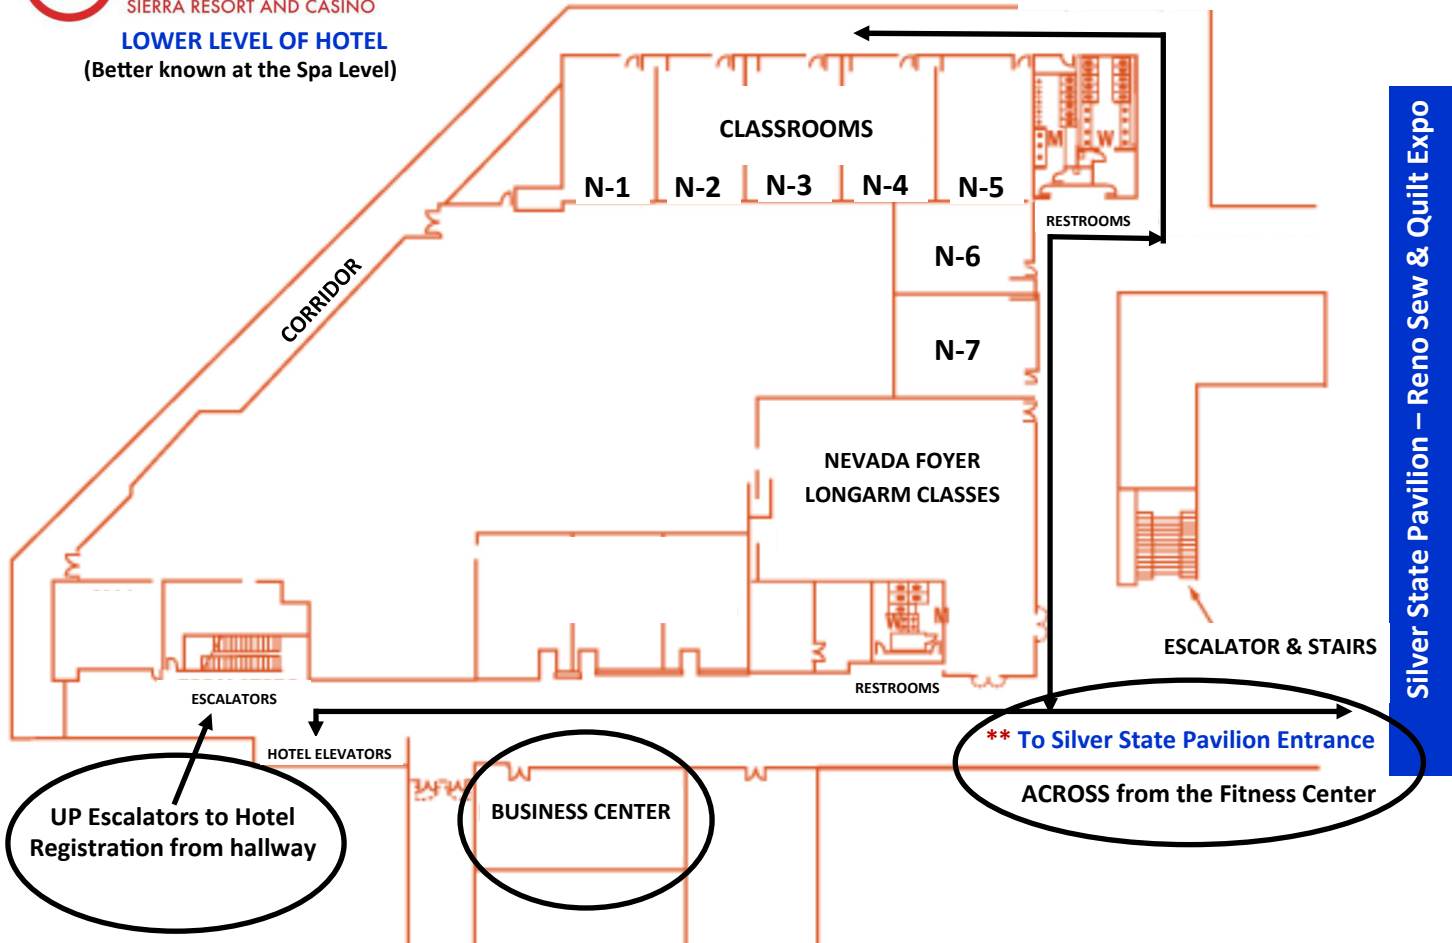 SIERRA RESORT AND CASINO
LOWER LEVEL OF HOTEL
(Better known at the Spa Level)
CLASSROOMS
N-1
N-2
N-3
N-4
N-5
M
W
RESTROOMS
N-6
CORRIDOR
N-7
NEVADA FOYER
LONGARM CLASSES
W
M
RESTROOMS
ESCALATOR & STAIRS
ESCALATORS
HOTEL ELEVATORS
** To Silver State Pavilion Entrance
ACROSS from the Fitness Center
UP Escalators to Hotel
Registration from hallway
BUSINESS CENTER
Silver State Pavilion – Reno Sew & Quilt Expo